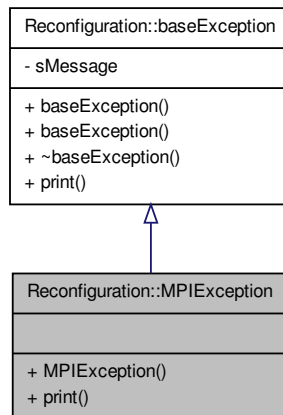 Reconfiguration::baseException
- sMessage
+ baseException()
+ baseException()
+ ~baseException()
+ print()
Reconfiguration::MPIException
+ MPIException()
+ print()